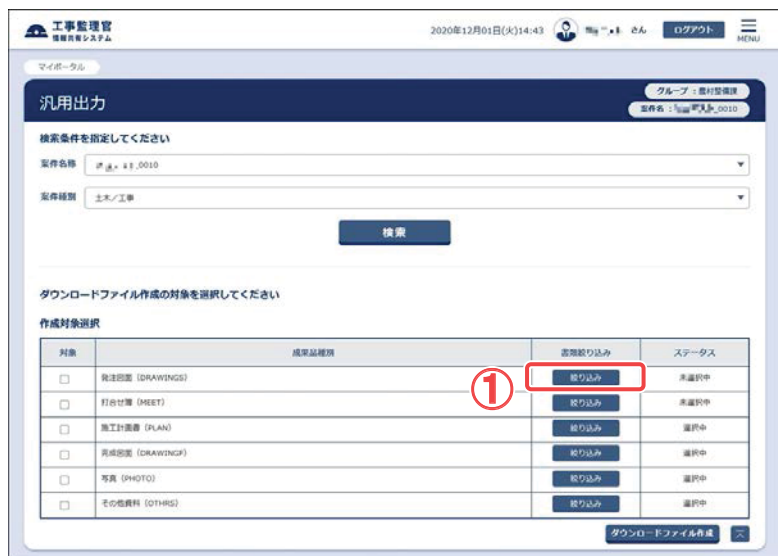 工事監理官
情報共有システム
2020年12月01日(火)14:43
さん
ログアウト
MENU
マイポータル
汎用出力
グループ：農村整備課
案件名：
_0010
検索条件を指定してください
案件名称
_0010
案件種別 土木／工事
検索
ダウンロードファイル作成の対象を選択してください
作成対象選択
対象 成果品種別 書類絞り込み ステータス
発注図面（DRAWINGS） 絞り込み 未選択中
①
打合せ簿（MEET） 絞り込み 未選択中
施工計画書（PLAN） 絞り込み 選択中
完成図面（DRAWINGF） 絞り込み 選択中
写真（PHOTO） 絞り込み 選択中
その他資料（OTHRS） 絞り込み 選択中
ダウンロードファイル作成